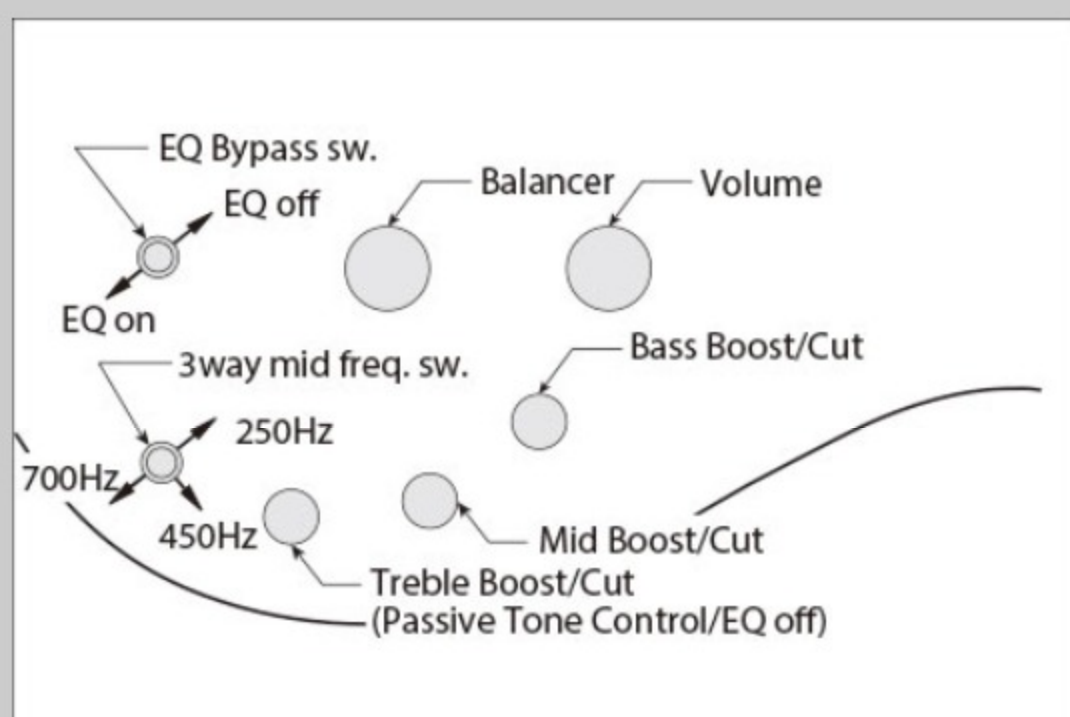 EQ Bypass sw.
EQ off
Balancer
Volume
EQ on
3way mid freq. sw.
Bass Boost/Cut
250Hz
700Hz
450Hz
Mid Boost/Cut
Treble Boost/Cut
(Passive Tone Control/EQ off)